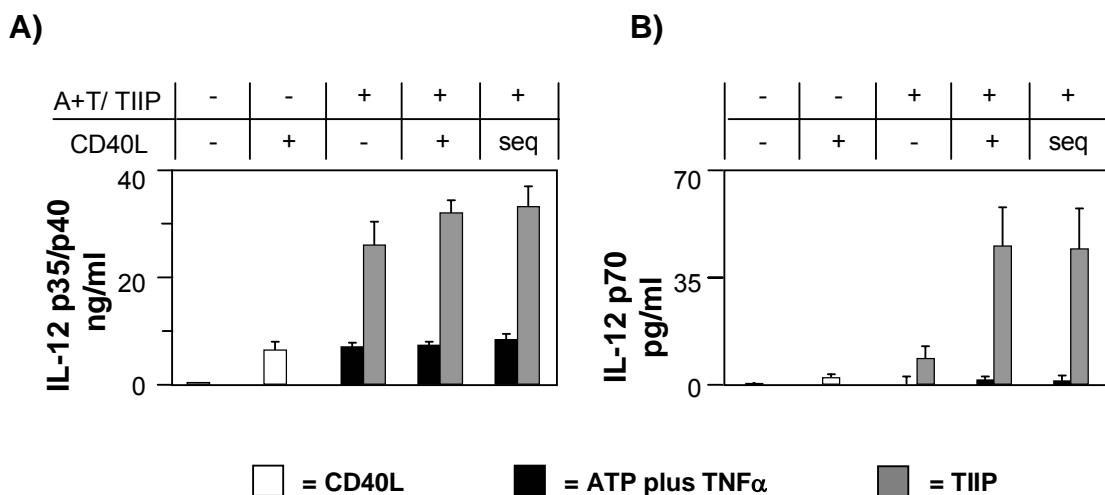 A) B)
A+T/ TIIP - - + + + - - + + +
CD40L - + - + seq - + - + seq
40 70
20 35
0 0
IL-12 p35/p40
ng/ml
IL-12 p70
pg/ml
= CD40L = ATP plus TNFα = TIIP